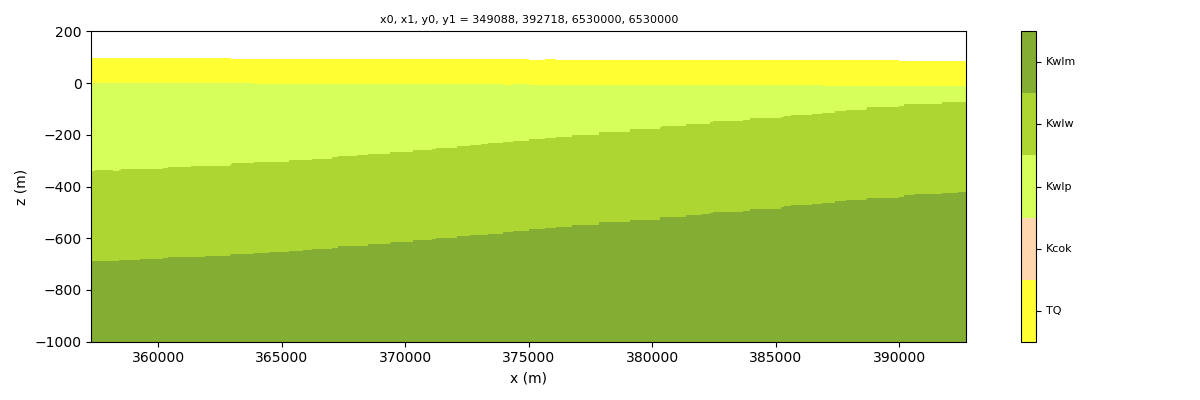 x0, x1, y0, y1 = 349088, 392718, 6530000, 6530000
200
0
−200
−400
−600
−800
−1000
z (m)
360000 365000 370000 375000 380000 385000 390000
x (m)
Kwlm
Kwlw
Kwlp
Kcok
TQ